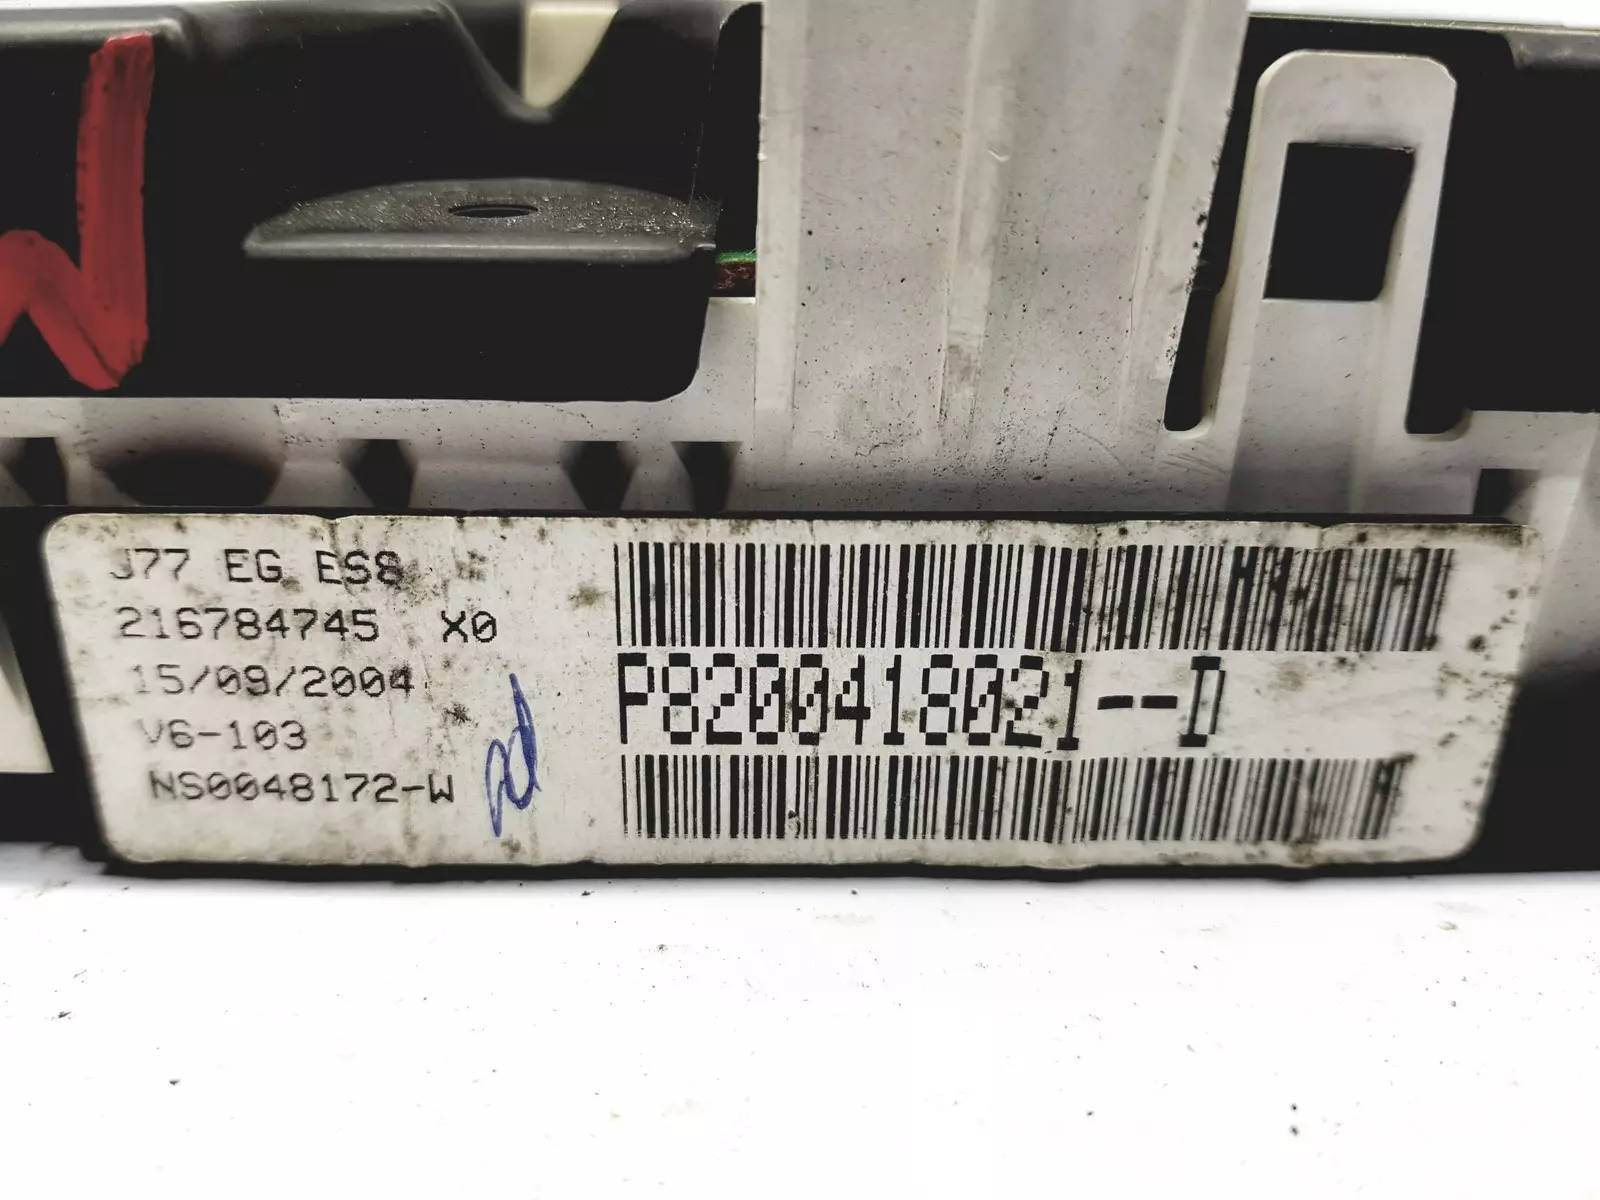 J77 EG ES8
216784745 X0
15/09/2004
V6-103
NS0048172-W
P8200418021--D